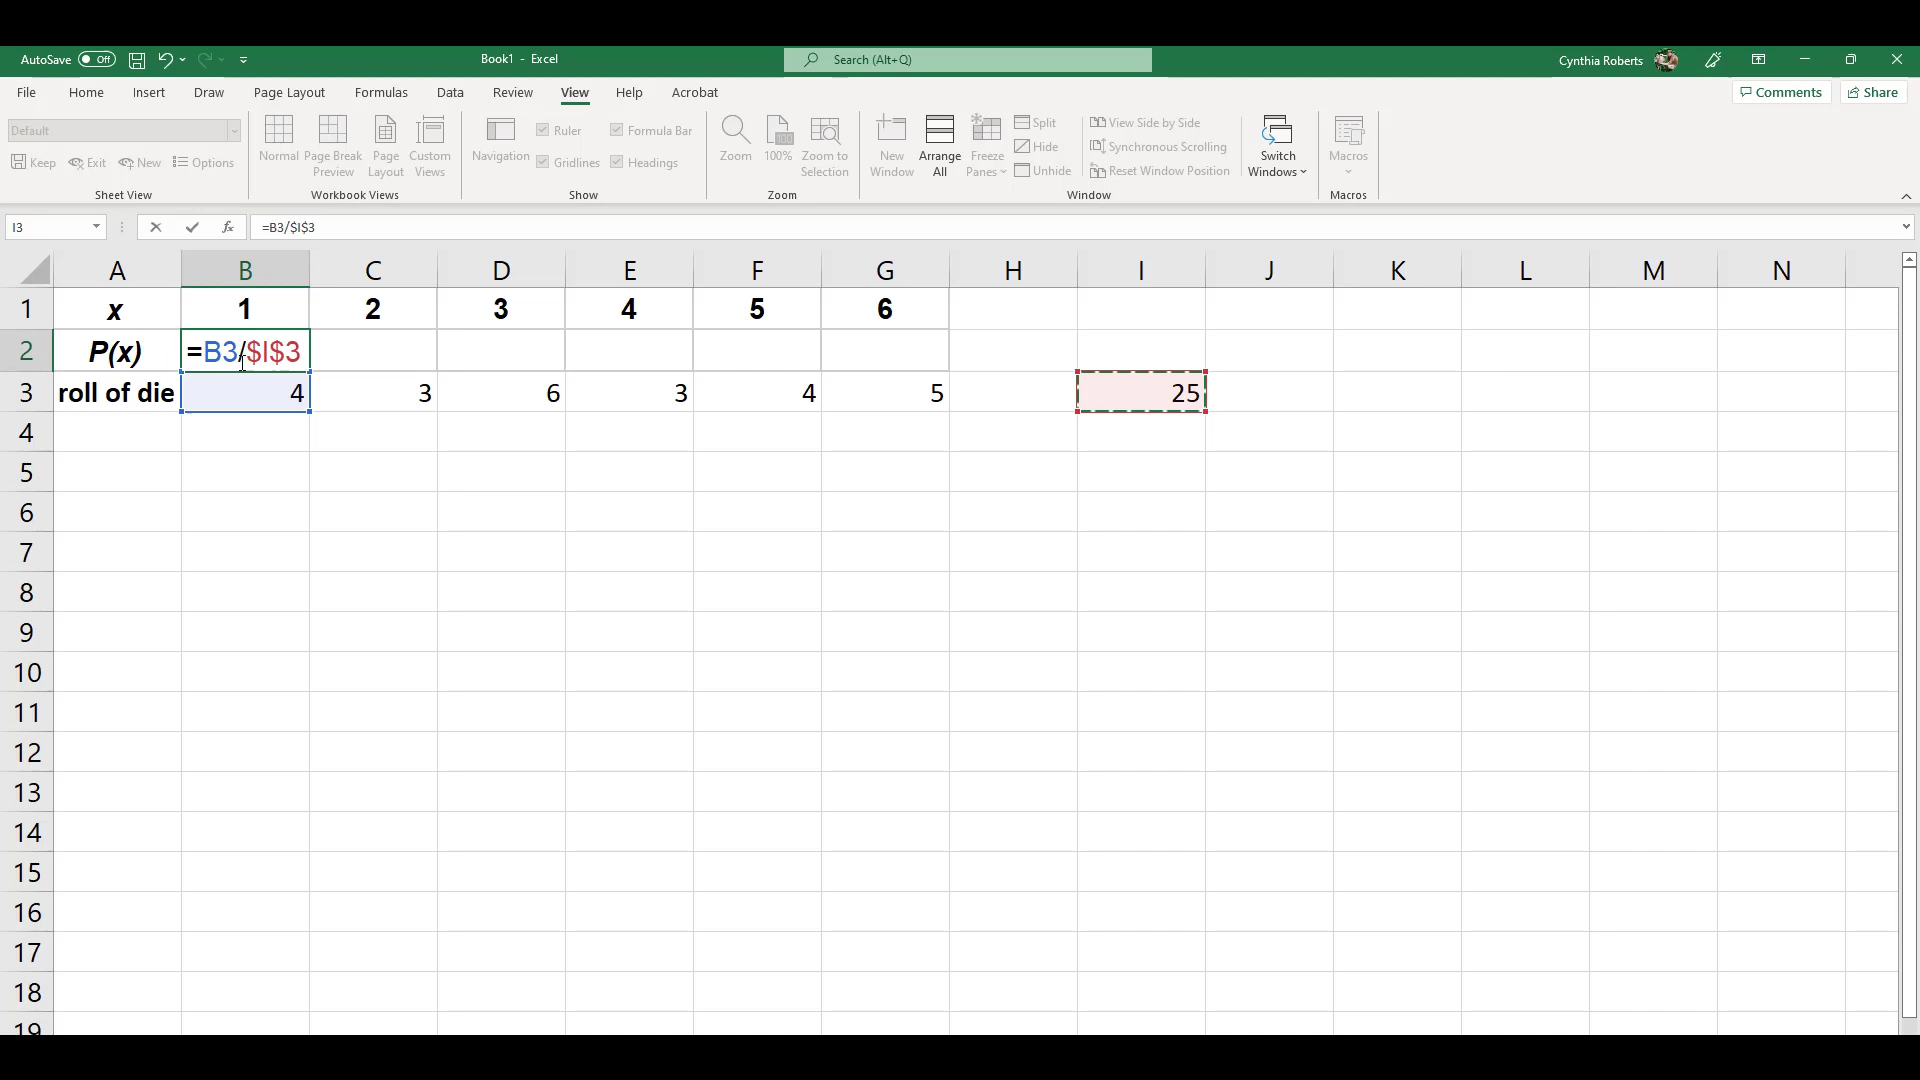 AutoSave Off Book1 - Excel Search (Alt+Q) Cynthia Roberts
File Home Insert Draw Page Layout Formulas Data Review View Help Acrobat Comments Share
Default
Keep Exit New Options
Sheet View
Normal Page Break Preview Page Layout Custom Views
Workbook Views
Navigation Ruler Formula Bar
Gridlines Headings
Show
Zoom 100% Zoom to Selection
Zoom
New Window Arrange All Freeze Panes
Split
Hide
Unhide
View Side by Side
Synchronous Scrolling
Reset Window Position
Switch Windows
Window
Macros
Macros
I3 fx =B3/$I$3
A B C D E F G H I J K L M N
1 x 1 2 3 4 5 6
2 P(x) =B3/$I$3
3 roll of die 4 3 6 3 4 5 25
4
5
6
7
8
9
10
11
12
13
14
15
16
17
18
19